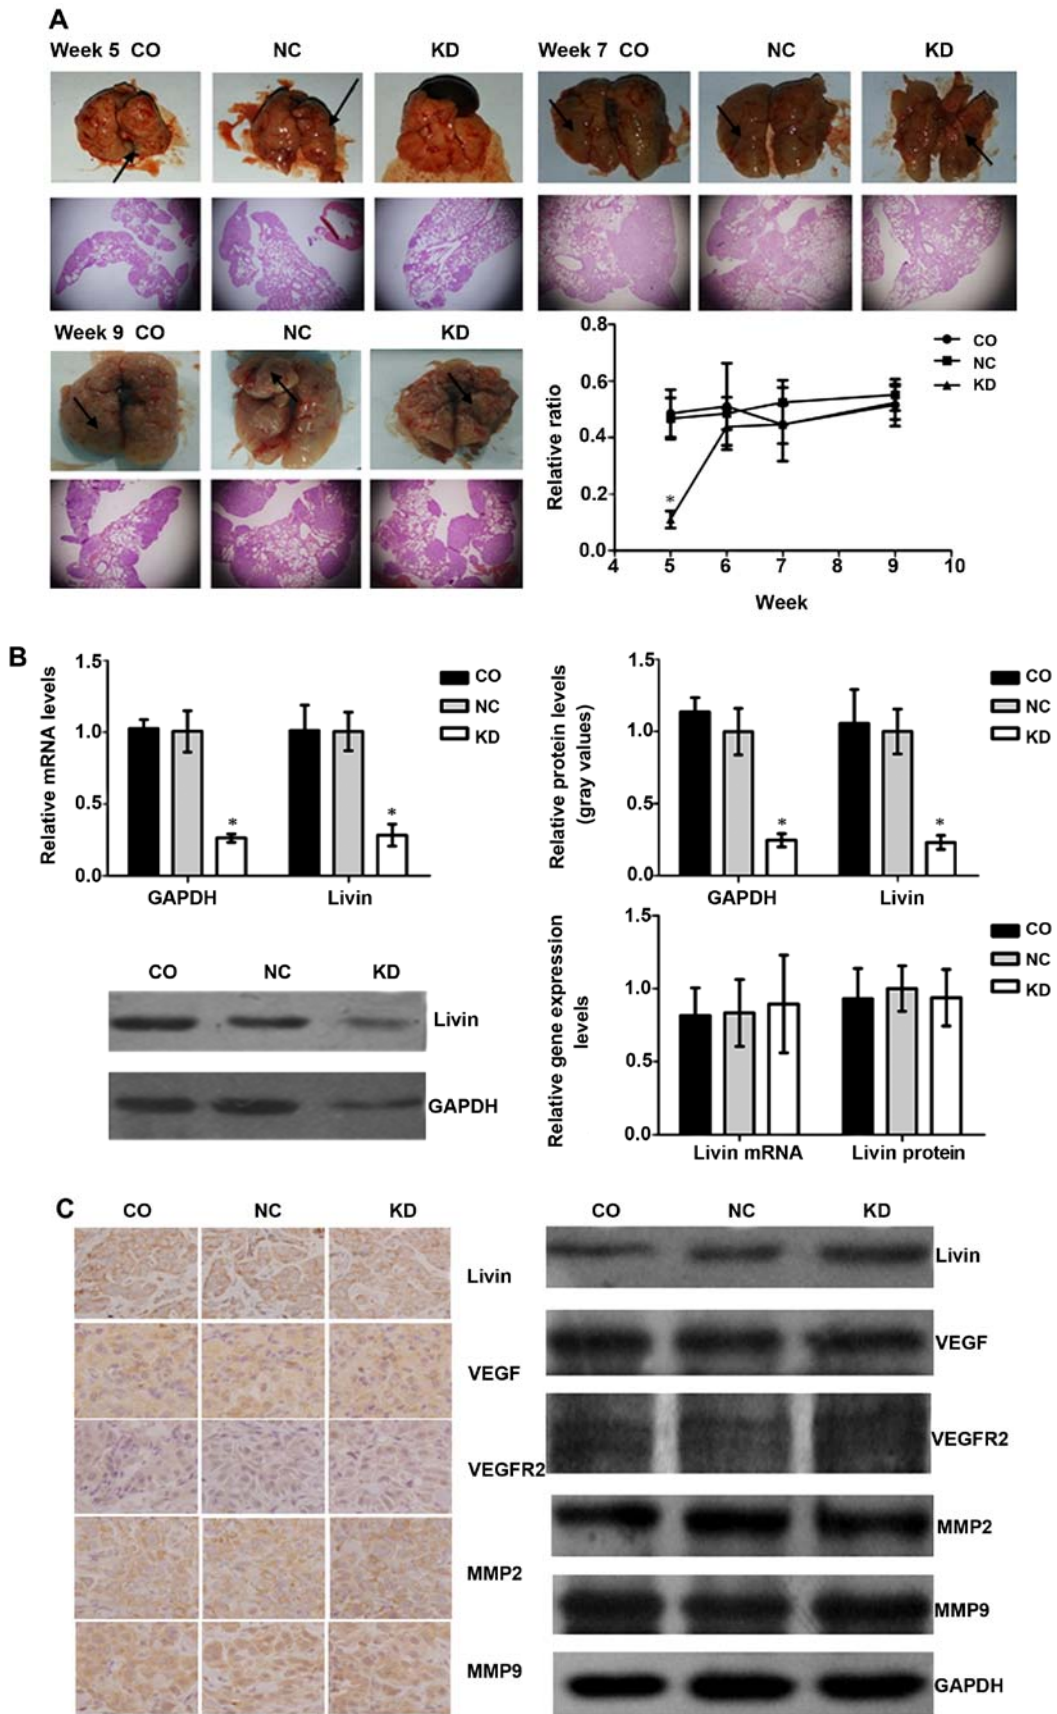 A
Week 5 CO NC KD Week 7 CO NC KD
Week 9 CO NC KD
0.8
0.6
0.4
0.2
0.0
Relative ratio
CO
NC
KD
*
4 5 6 7 8 9 10
Week
B
Relative mRNA levels
1.5
1.0
0.5
0.0
CO
NC
KD
* *
GAPDH Livin
Relative protein levels
(gray values)
1.5
1.0
0.5
0.0
CO
NC
KD
* *
GAPDH Livin
CO NC KD
Livin
GAPDH
Relative gene expression
levels
1.5
1.0
0.5
0.0
CO
NC
KD
Livin mRNA Livin protein
C
CO NC KD
Livin
VEGF
VEGFR2
MMP2
MMP9
CO NC KD
Livin
VEGF
VEGFR2
MMP2
MMP9
GAPDH